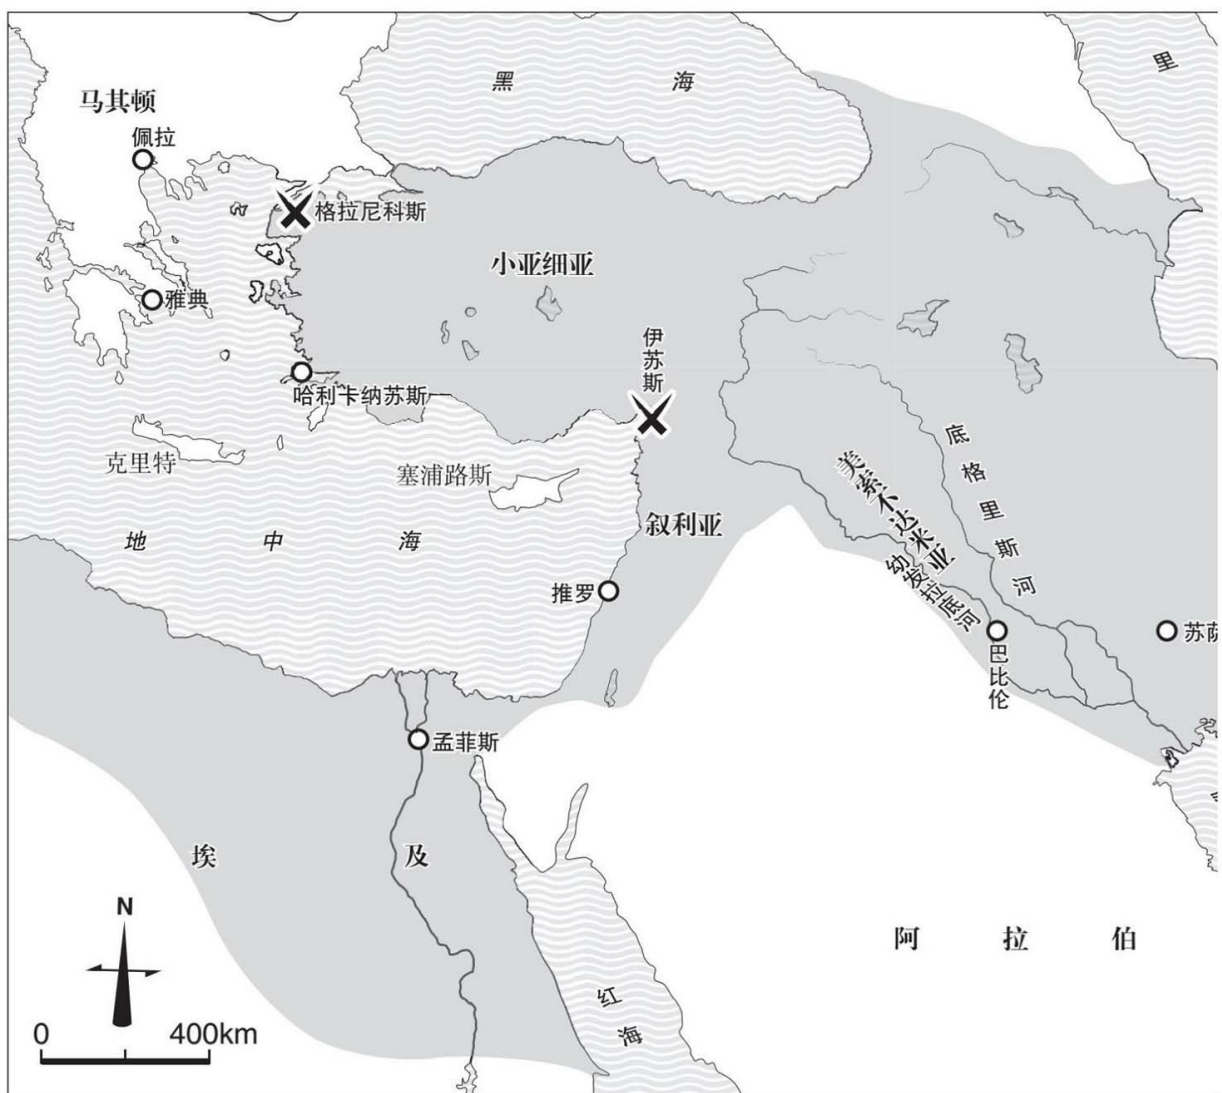 黑海
里
马其顿
佩拉
格拉尼科斯
小亚细亚
雅典
伊苏斯
哈利卡纳苏斯
底格里斯河
克里特
塞浦路斯
美索不达米亚
叙利亚
地中海
幼发拉底河
推罗
苏萨
巴比伦
孟菲斯
埃及
N
阿拉伯
红海
0 400km